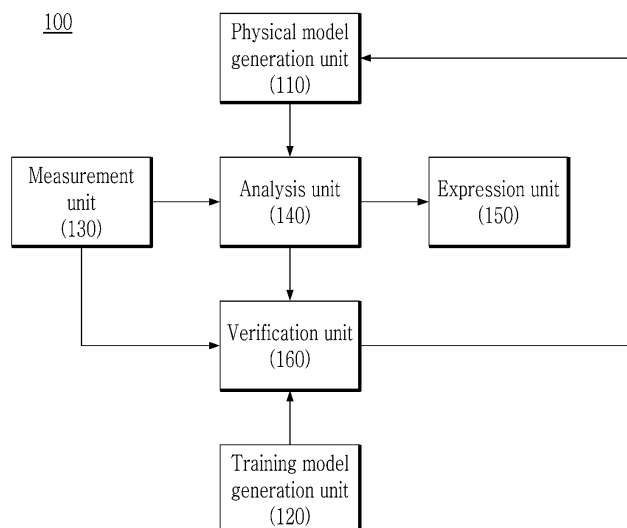 100
Physical model
generation unit
(110)
Measurement
unit
(130)
Analysis unit
(140)
Expression unit
(150)
Verification unit
(160)
Training model
generation unit
(120)